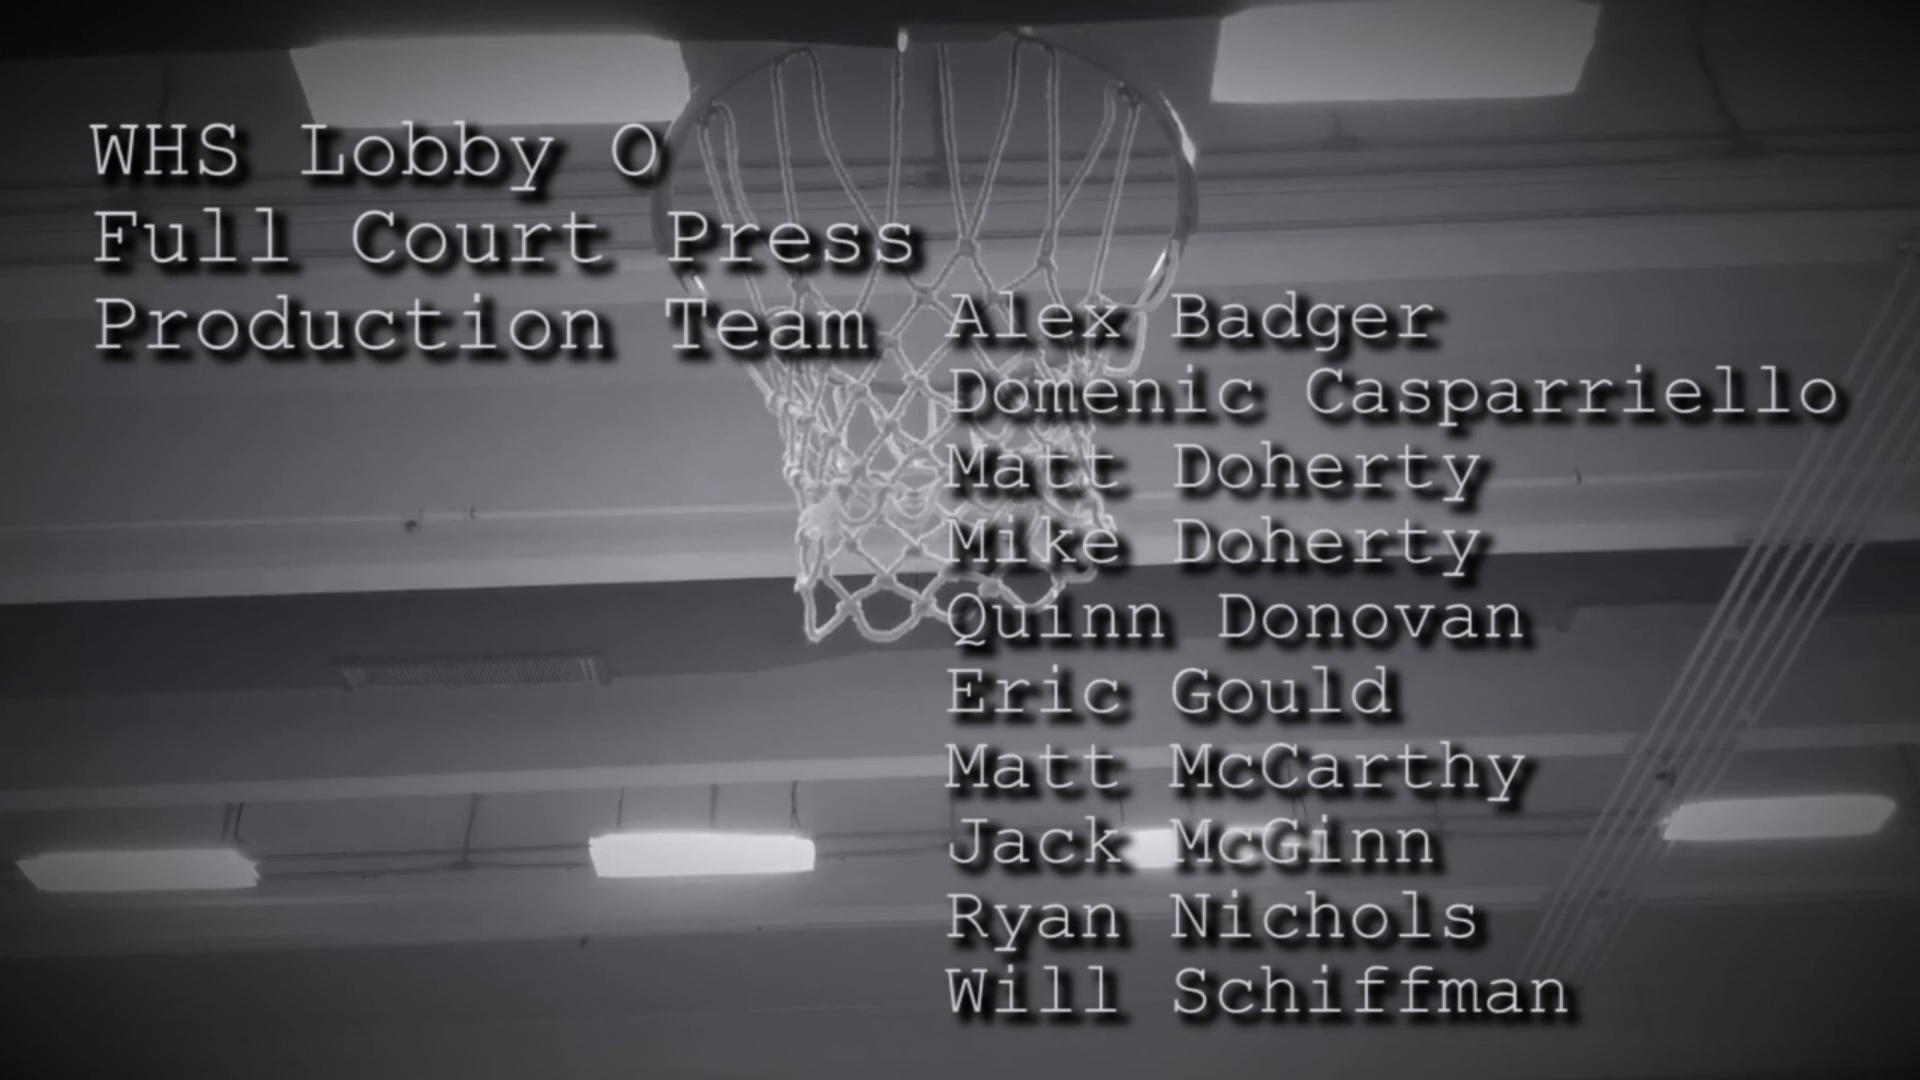 WHS Lobby O
Full Court Press
Production Team
Alex Badger
Domenic Casparriello
Matt Doherty
Mike Doherty
Quinn Donovan
Eric Gould
Matt McCarthy
Jack McGinn
Ryan Nichols
Will Schiffman